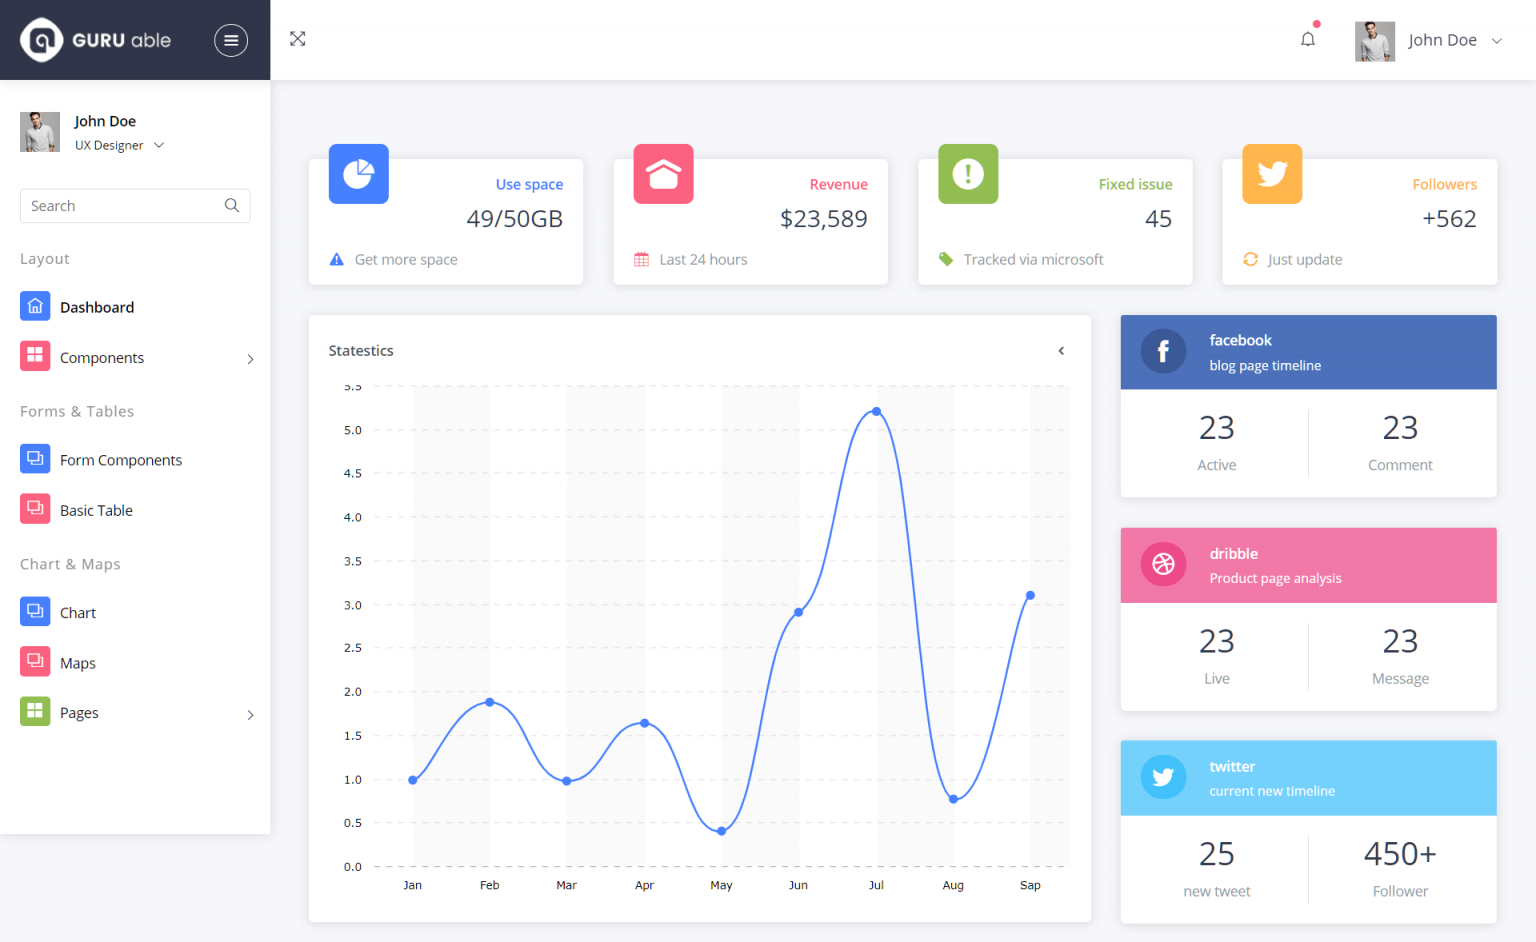 GURU able
John Doe
John Doe
UX Designer
Search
Layout
Dashboard
Components
Forms & Tables
Form Components
Basic Table
Chart & Maps
Chart
Maps
Pages
Use space
49/50GB
Get more space
Revenue
$23,589
Last 24 hours
Fixed issue
45
Tracked via microsoft
Followers
+562
Just update
Statestics
5.5
5.0
4.5
4.0
3.5
3.0
2.5
2.0
1.5
1.0
0.5
0.0
Jan Feb Mar Apr May Jun Jul Aug Sap
facebook
blog page timeline
23 23
Active Comment
dribble
Product page analysis
23 23
Live Message
twitter
current new timeline
25 450+
new tweet Follower